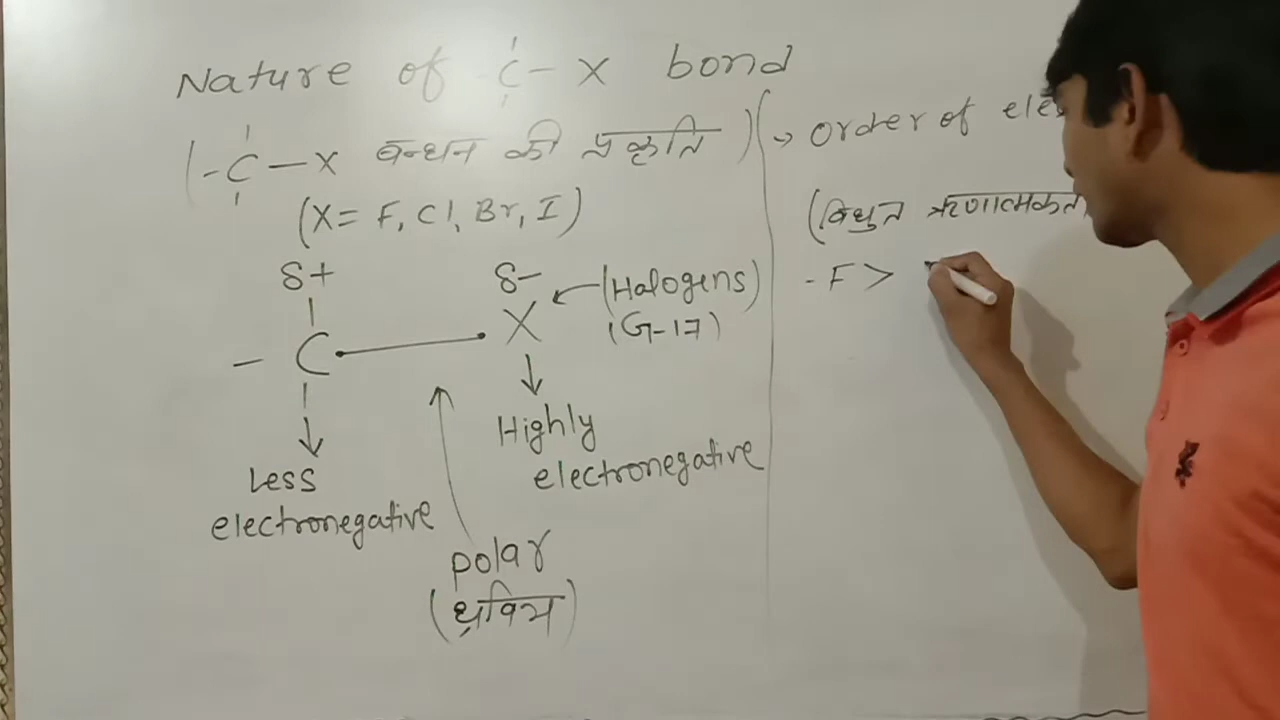 Nature of -C- X bond
(-C-X बन्धन की प्रकृति)
(X= F, Cl, Br, I)
δ+ δ-
- C X
(Halogens)
(G-17)
Less
electronegative
Highly
electronegative
polar
(ध्रुविय)
→ order of
(विधुत ऋणात्मकता
- F >